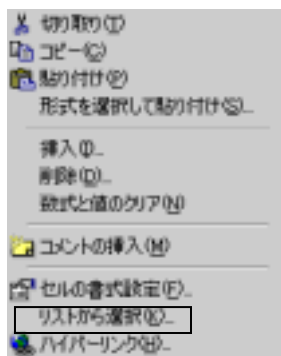 切り取り(T)
コピー(C)
貼り付け(P)
形式を選択して貼り付け(S)...
挿入(I)...
削除(D)...
数式と値のクリア(N)
コメントの挿入(M)
セルの書式設定(F)...
リストから選択(K)...
ハイパーリンク(H)...